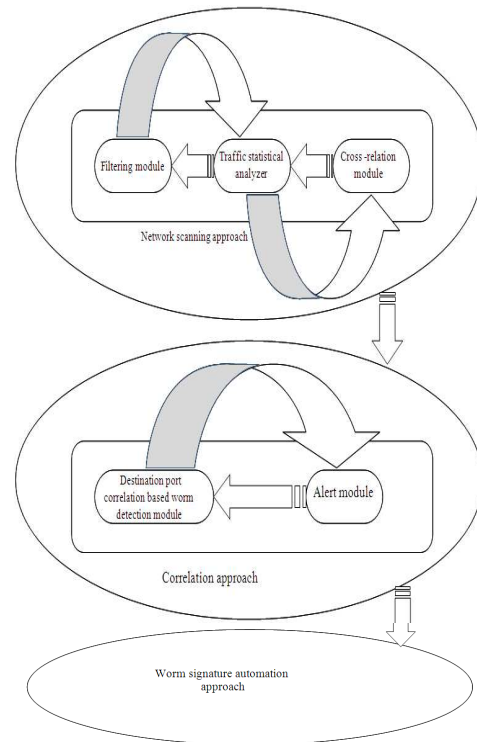 Filtering module
Traffic statistical
analyzer
Cross -relation
module
Network scanning approach
Destination port
correlation based worm
detection module
Alert module
Correlation approach
Worm signature automation
approach